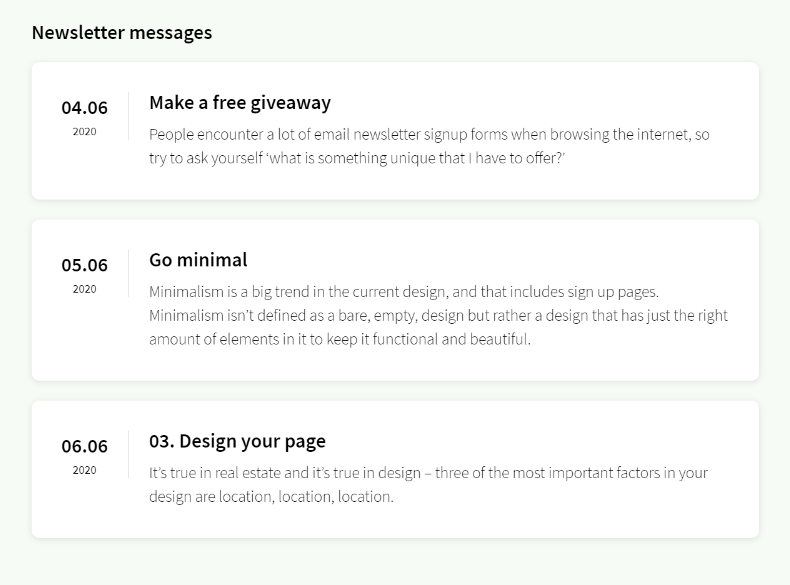 Newsletter messages
04.06
2020
Make a free giveaway
People encounter a lot of email newsletter signup forms when browsing the internet, so
try to ask yourself ‘what is something unique that I have to offer?’
05.06
2020
Go minimal
Minimalism is a big trend in the current design, and that includes sign up pages.
Minimalism isn’t defined as a bare, empty, design but rather a design that has just the right
amount of elements in it to keep it functional and beautiful.
06.06
2020
03. Design your page
It’s true in real estate and it’s true in design – three of the most important factors in your
design are location, location, location.